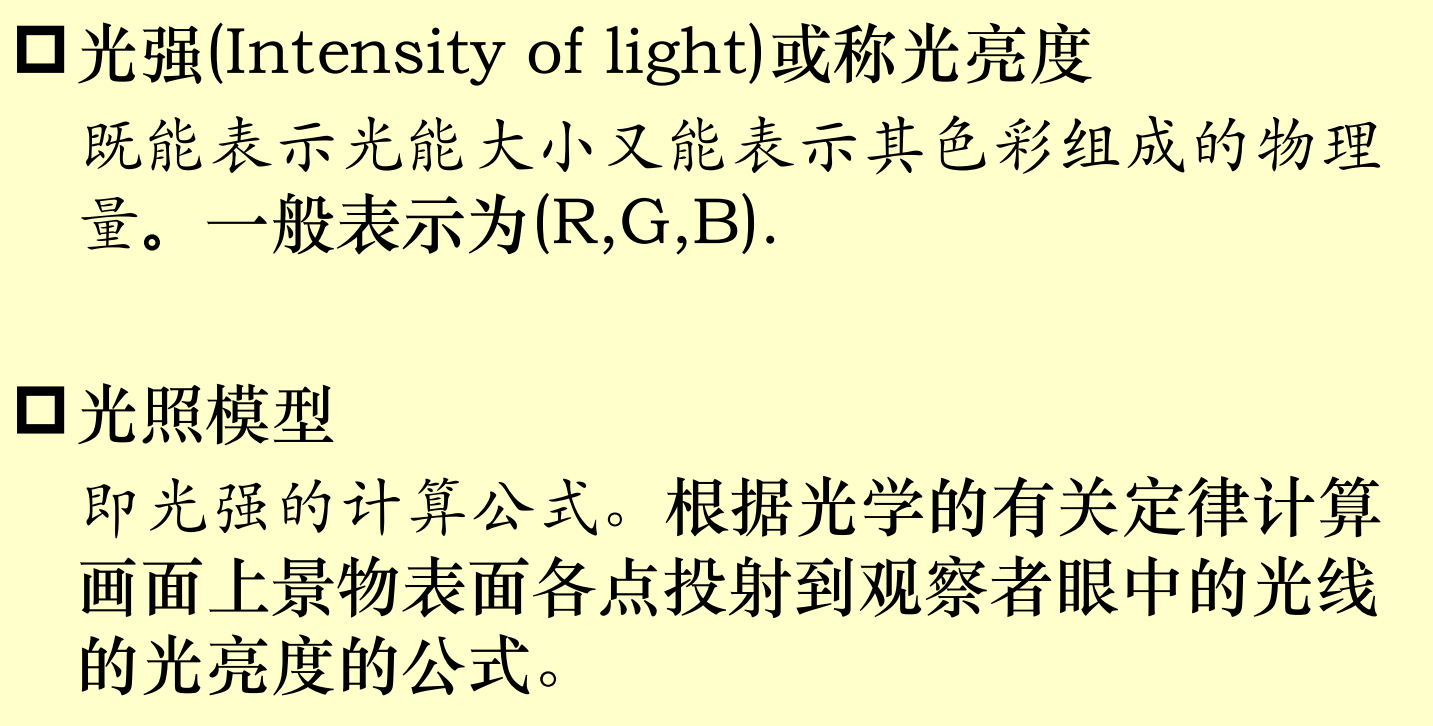 光强(Intensity of light)或称光亮度
既能表示光能大小又能表示其色彩组成的物理
量。一般表示为(R,G,B).
光照模型
即光强的计算公式。根据光学的有关定律计算
画面上景物表面各点投射到观察者眼中的光线
的光亮度的公式。